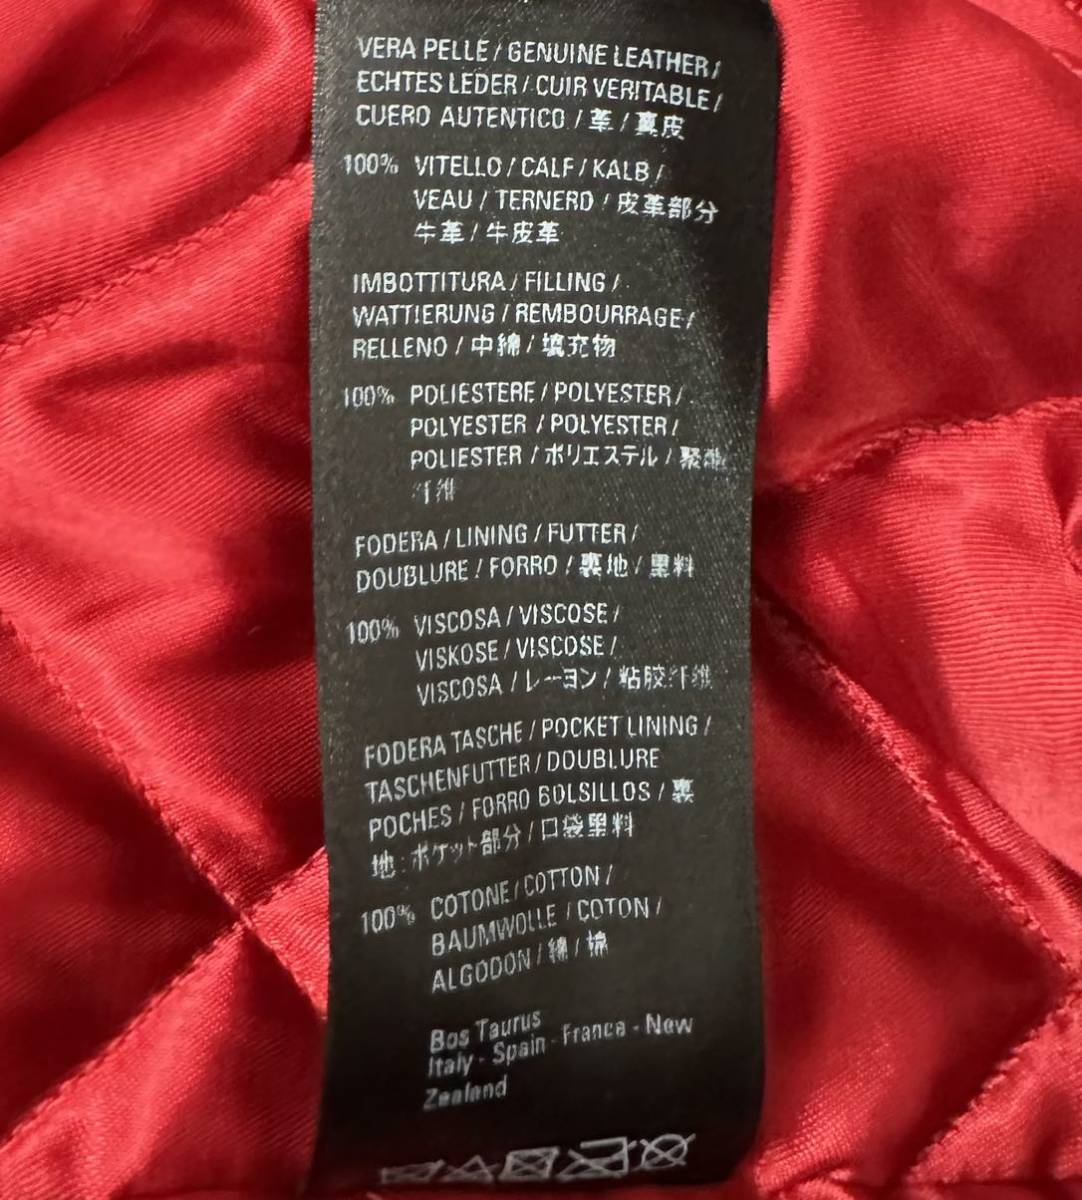 VERA PELLE / GENUINE LEATHER /
ECHTES LEDER / CUIR VERITABLE /
CUERO AUTENTICO / 革 / 真皮
100% VITELLO / CALF / KALB /
VEAU / TERNERO / 皮革部分
牛革 / 牛皮革
IMBOTTITURA / FILLING /
WATTIERUNG / REMBOURRAGE /
RELLENO / 中綿 / 填充物
100% POLIESTERE / POLYESTER /
POLYESTER / POLYESTER /
POLIESTER / ポリエステル / 聚酯
纤维
FODERA / LINING / FUTTER /
DOUBLURE / FORRO / 裏地 / 里料
100% VISCOSA / VISCOSE /
VISKOSE / VISCOSE /
VISCOSA / レーヨン / 粘胶纤维
FODERA TASCHE / POCKET LINING /
TASCHENFUTTER / DOUBLURE
POCHES / FORRO BOLSILLOS / 裏
地:ポケット部分 / 口袋里料
100% COTONE / COTTON /
BAUMWOLLE / COTON /
ALGODON / 綿 / 棉
Bos Taurus
Italy - Spain - France - New
Zealand